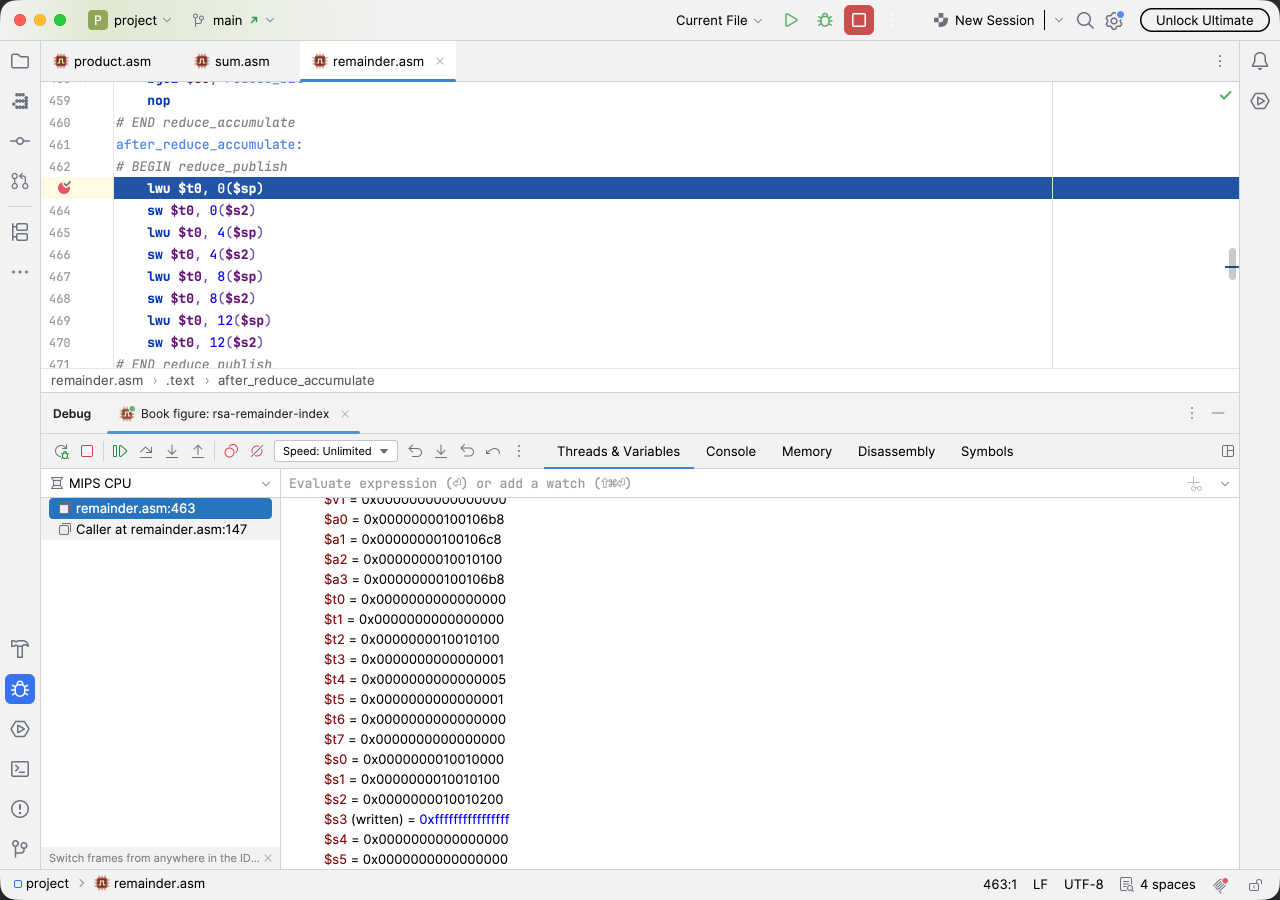 P project main Current File New Session Unlock Ultimate
product.asm sum.asm remainder.asm
459 nop
460 # END reduce_accumulate
461 after_reduce_accumulate:
462 # BEGIN reduce_publish
lwu $t0, 0($sp)
464 sw $t0, 0($s2)
465 lwu $t0, 4($sp)
466 sw $t0, 4($s2)
467 lwu $t0, 8($sp)
468 sw $t0, 8($s2)
469 lwu $t0, 12($sp)
470 sw $t0, 12($s2)
471 # END reduce_publish
remainder.asm › .text › after_reduce_accumulate
Debug Book figure: rsa-remainder-index
Speed: Unlimited Threads & Variables Console Memory Disassembly Symbols
MIPS CPU
Evaluate expression (⏎) or add a watch (⇧⌘⏎)
remainder.asm:463
Caller at remainder.asm:147
$v1 = 0x0000000000000000
$a0 = 0x00000000100106b8
$a1 = 0x00000000100106c8
$a2 = 0x0000000010010100
$a3 = 0x00000000100106b8
$t0 = 0x0000000000000000
$t1 = 0x0000000000000000
$t2 = 0x0000000010010100
$t3 = 0x0000000000000001
$t4 = 0x0000000000000005
$t5 = 0x0000000000000001
$t6 = 0x0000000000000000
$t7 = 0x0000000000000000
$s0 = 0x0000000010010000
$s1 = 0x0000000010010100
$s2 = 0x0000000010010200
$s3 (written) = 0xffffffffffffffff
$s4 = 0x0000000000000000
$s5 = 0x0000000000000000
Switch frames from anywhere in the ID...
project › remainder.asm 463:1 LF UTF-8 4 spaces